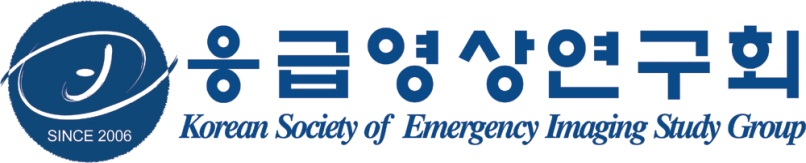 응급영상연구회
SINCE 2006
Korean Society of Emergency Imaging Study Group